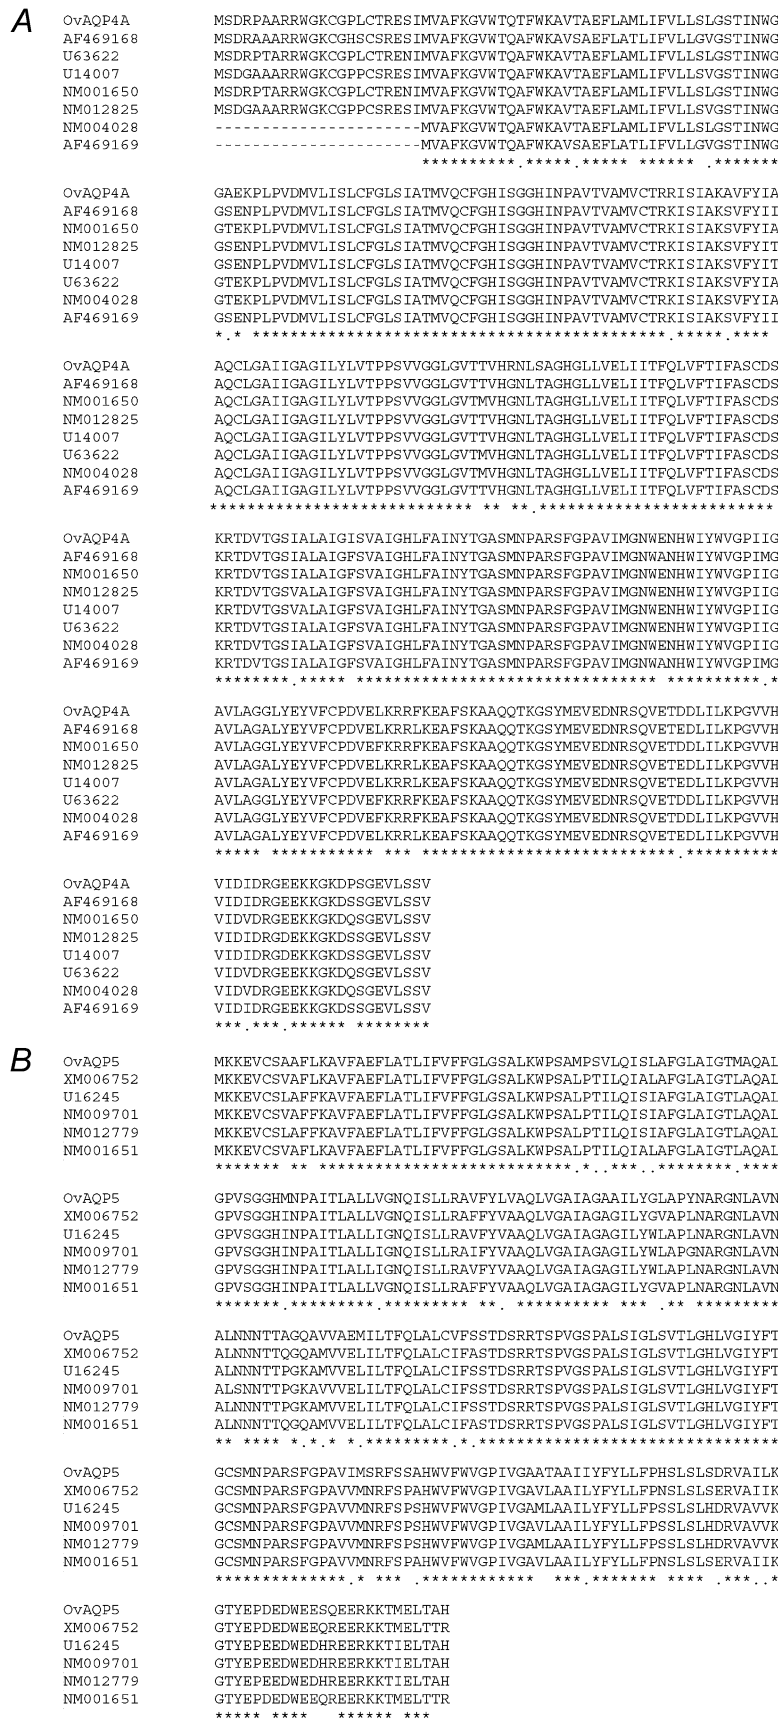 A
OvAQP4A MSDRPAARRWGKCGPLCTRESIMVAFKGVWTQTFWKAVTAEFLAMLIFVLLSLGSTINWG
AF469168 MSDRAAARRWGKCGHSCSRESIMVAFKGVWTQAFWKAVSAEFLATLIFVLLGVGSTINWG
U63622 MSDRPTARRWGKCGPLCTRENIMVAFKGVWTQAFWKAVTAEFLAMLIFVLLSLGSTINWG
U14007 MSDGAAARRWGKCGPPCSRESIMVAFKGVWTQAFWKAVTAEFLAMLIFVLLSVGSTINWG
NM001650 MSDRPTARRWGKCGPLCTRENIMVAFKGVWTQAFWKAVTAEFLAMLIFVLLSLGSTINWG
NM012825 MSDGAAARRWGKCGPPCSRESIMVAFKGVWTQAFWKAVTAEFLAMLIFVLLSVGSTINWG
NM004028 ----------------------MVAFKGVWTQAFWKAVTAEFLAMLIFVLLSLGSTINWG
AF469169 ----------------------MVAFKGVWTQAFWKAVSAEFLATLIFVLLGVGSTINWG
**********.*****.***** ****** .*******
OvAQP4A GAEKPLPVDMVLISLCFGLSIATMVQCFGHISGGHINPAVTVAMVCTRRISIAKAVFYIA
AF469168 GSENPLPVDMVLISLCFGLSIATMVQCFGHISGGHINPAVTVAMVCTRKISIAKSVFYII
NM001650 GTEKPLPVDMVLISLCFGLSIATMVQCFGHISGGHINPAVTVAMVCTRKISIAKSVFYIA
NM012825 GSENPLPVDMVLISLCFGLSIATMVQCFGHISGGHINPAVTVAMVCTRKISIAKSVFYIT
U14007 GSENPLPVDMVLISLCFGLSIATMVQCFGHISGGHINPAVTVAMVCTRKISIAKSVFYIT
U63622 GTEKPLPVDMVLISLCFGLSIATMVQCFGHISGGHINPAVTVAMVCTRKISIAKSVFYIA
NM004028 GTEKPLPVDMVLISLCFGLSIATMVQCFGHISGGHINPAVTVAMVCTRKISIAKSVFYIA
AF469169 GSENPLPVDMVLISLCFGLSIATMVQCFGHISGGHINPAVTVAMVCTRKISIAKSVFYII
*.* ********************************************.*****.****
OvAQP4A AQCLGAIIGAGILYLVTPPSVVGGLGVTTVHRNLSAGHGLLVELIITFQLVFTIFASCDS
AF469168 AQCLGAIIGAGILYLVTPPSVVGGLGVTTVHGNLTAGHGLLVELIITFQLVFTIFASCDS
NM001650 AQCLGAIIGAGILYLVTPPSVVGGLGVTMVHGNLTAGHGLLVELIITFQLVFTIFASCDS
NM012825 AQCLGAIIGAGILYLVTPPSVVGGLGVTTVHGNLTAGHGLLVELIITFQLVFTIFASCDS
U14007 AQCLGAIIGAGILYLVTPPSVVGGLGVTTVHGNLTAGHGLLVELIITFQLVFTIFASCDS
U63622 AQCLGAIIGAGILYLVTPPSVVGGLGVTMVHGNLTAGHGLLVELIITFQLVFTIFASCDS
NM004028 AQCLGAIIGAGILYLVTPPSVVGGLGVTMVHGNLTAGHGLLVELIITFQLVFTIFASCDS
AF469169 AQCLGAIIGAGILYLVTPPSVVGGLGVTTVHGNLTAGHGLLVELIITFQLVFTIFASCDS
**************************** ** **.*************************
OvAQP4A KRTDVTGSIALAIGISVAIGHLFAINYTGASMNPARSFGPAVIMGNWENHWIYWVGPIIG
AF469168 KRTDVTGSIALAIGFSVAIGHLFAINYTGASMNPARSFGPAVIMGNWANHWIYWVGPIMG
NM001650 KRTDVTGSIALAIGFSVAIGHLFAINYTGASMNPARSFGPAVIMGNWENHWIYWVGPIIG
NM012825 KRTDVTGSVALAIGFSVAIGHLFAINYTGASMNPARSFGPAVIMGNWENHWIYWVGPIIG
U14007 KRTDVTGSVALAIGFSVAIGHLFAINYTGASMNPARSFGPAVIMGNWENHWIYWVGPIIG
U63622 KRTDVTGSIALAIGFSVAIGHLFAINYTGASMNPARSFGPAVIMGNWENHWIYWVGPIIG
NM004028 KRTDVTGSIALAIGFSVAIGHLFAINYTGASMNPARSFGPAVIMGNWENHWIYWVGPIIG
AF469169 KRTDVTGSIALAIGFSVAIGHLFAINYTGASMNPARSFGPAVIMGNWANHWIYWVGPIMG
********.***** ******************************** **********.*
OvAQP4A AVLAGGLYEYVFCPDVELKRRFKEAFSKAAQQTKGSYMEVEDNRSQVETDDLILKPGVVH
AF469168 AVLAGALYEYVFCPDVELKRRLKEAFSKAAQQTKGSYMEVEDNRSQVETEDLILKPGVVH
NM001650 AVLAGGLYEYVFCPDVEFKRRFKEAFSKAAQQTKGSYMEVEDNRSQVETDDLILKPGVVH
NM012825 AVLAGALYEYVFCPDVELKRRLKEAFSKAAQQTKGSYMEVEDNRSQVETEDLILKPGVVH
U14007 AVLAGALYEYVFCPDVELKRRLKEAFSKAAQQTKGSYMEVEDNRSQVETEDLILKPGVVH
U63622 AVLAGGLYEYVFCPDVEFKRRFKEAFSKAAQQTKGSYMEVEDNRSQVETDDLILKPGVVH
NM004028 AVLAGGLYEYVFCPDVEFKRRFKEAFSKAAQQTKGSYMEVEDNRSQVETDDLILKPGVVH
AF469169 AVLAGALYEYVFCPDVELKRRLKEAFSKAAQQTKGSYMEVEDNRSQVETEDLILKPGVVH
***** *********** *** ***************************.**********
OvAQP4A VIDIDRGEEKKGKDPSGEVLSSV
AF469168 VIDIDRGEEKKGKDSSGEVLSSV
NM001650 VIDVDRGEEKKGKDQSGEVLSSV
NM012825 VIDIDRGDEKKGKDSSGEVLSSV
U14007 VIDIDRGEEKKGKDSSGEVLSSV
U63622 VIDVDRGEEKKGKDQSGEVLSSV
NM004028 VIDVDRGEEKKGKDQSGEVLSSV
AF469169 VIDIDRGEEKKGKDSSGEVLSSV
***.***.****** ********
B
OvAQP5 MKKEVCSAAFLKAVFAEFLATLIFVFFGLGSALKWPSAMPSVLQISLAFGLAIGTMAQAL
XM006752 MKKEVCSVAFLKAVFAEFLATLIFVFFGLGSALKWPSALPTILQIALAFGLAIGTLAQAL
U16245 MKKEVCSVAFFKAVFAEFLATLIFVFFGLGSALKWPSALPTILQISIAFGLAIGTLAQAL
NM009701 MKKEVCSVAFFKAVFAEFLATLIFVFFGLGSALKWPSALPTILQISIAFGLAIGTLAQAL
NM012779 MKKEVCSLAFFKAVFAEFLATLIFVFFGLGSALKWPSALPTILQISIAFGLAIGTLAQAL
NM001651 MKKEVCSVAFLKAVFAEFLATLIFVFFGLGSALKWPSALPTILQIALAFGLAIGTLAQAL
******* ** ***************************.*..***..********.****
OvAQP5 GPVSGGHMNPAITLALLVGNQISLLRAVFYLVAQLVGAIAGAAILYGLAPYNARGNLAVN
XM006752 GPVSGGHINPAITLALLVGNQISLLRAFFYVAAQLVGAIAGAGILYGVAPLNARGNLAVN
U16245 GPVSGGHINPAITLALLIGNQISLLRAVFYVAAQLVGAIAGAGILYWLAPLNARGNLAVN
NM009701 GPVSGGHINPAITLALLIGNQISLLRAIFYVAAQLVGAIAGAGILYWLAPGNARGNLAVN
NM012779 GPVSGGHINPAITLALLIGNQISLLRAVFYVAAQLVGAIAGAGILYWLAPLNARGNLAVN
NM001651 GPVSGGHINPAITLALLVGNQISLLRAFFYVAAQLVGAIAGAGILYGVAPLNARGNLAVN
*******.*********.********* **. ********** *** .** *********
OvAQP5 ALNNNTTAGQAVVAEMILTFQLALCVFSSTDSRRTSPVGSPALSIGLSVTLGHLVGIYFT
XM006752 ALNNNTTQGQAMVVELILTFQLALCIFASTDSRRTSPVGSPALSIGLSVTLGHLVGIYFT
U16245 ALNNNTTPGKAMVVELILTFQLALCIFSSTDSRRTSPVGSPALSIGLSVTLGHLVGIYFT
NM009701 ALSNNTTPGKAVVVELILTFQLALCIFSSTDSRRTSPVGSPALSIGLSVTLGHLVGIYFT
NM012779 ALNNNTTPGKAMVVELILTFQLALCIFSSTDSRRTSPVGSPALSIGLSVTLGHLVGIYFT
NM001651 ALNNNTTQGQAMVVELILTFQLALCIFASTDSRRTSPVGSPALSIGLSVTLGHLVGIYFT
** **** *.*.* *.*********.*.********************************
OvAQP5 GCSMNPARSFGPAVIMSRFSSAHWVFWVGPIVGAATAAIIYFYLLFPHSLSLSDRVAILK
XM006752 GCSMNPARSFGPAVVMNRFSPAHWVFWVGPIVGAVLAAILYFYLLFPNSLSLSERVAIIK
U16245 GCSMNPARSFGPAVVMNRFSPSHWVFWVGPIVGAMLAAILYFYLLFPSSLSLHDRVAVVK
NM009701 GCSMNPARSFGPAVVMNRFSPSHWVFWVGPIVGAVLAAILYFYLLFPSSLSLHDRVAVVK
NM012779 GCSMNPARSFGPAVVMNRFSPSHWVFWVGPIVGAMLAAILYFYLLFPSSLSLHDRVAVVK
NM001651 GCSMNPARSFGPAVVMNRFSPAHWVFWVGPIVGAVLAAILYFYLLFPNSLSLSERVAIIK
**************.*.*** .************ ***.******* **** .***..*
OvAQP5 GTYEPDEDWEESQEERKKTMELTAH
XM006752 GTYEPDEDWEEQREERKKTMELTTR
U16245 GTYEPEEDWEDHREERKKTIELTAH
NM009701 GTYEPEEDWEDHREERKKTIELTAH
NM012779 GTYEPEEDWEDHREERKKTIELTAH
NM001651 GTYEPDEDWEEQREERKKTMELTTR
***** **** ****** ***